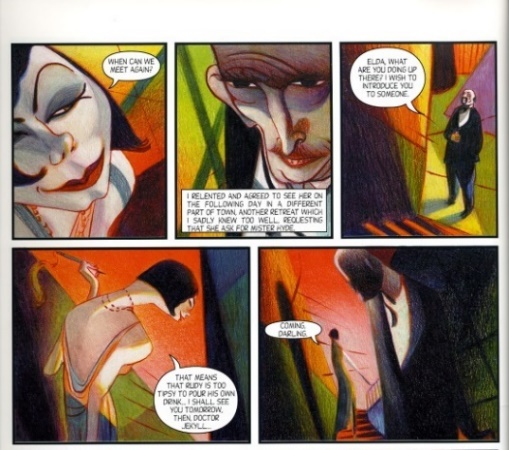 WHEN CAN WE
MEET AGAIN?
I RELENTED AND AGREED TO SEE HER ON
THE FOLLOWING DAY IN A DIFFERENT
PART OF TOWN, ANOTHER RETREAT WHICH
I SADLY KNEW TOO WELL, REQUESTING
THAT SHE ASK FOR MISTER HYDE.
ELDA, WHAT
ARE YOU DOING UP
THERE? I WISH TO
INTRODUCE YOU
TO SOMEONE.
THAT MEANS
THAT RUDY IS TOO
TIPSY TO POUR HIS OWN
DRINK... I SHALL SEE
YOU TOMORROW,
THEN, DOCTOR
JEKYLL...
COMING,
DARLING.